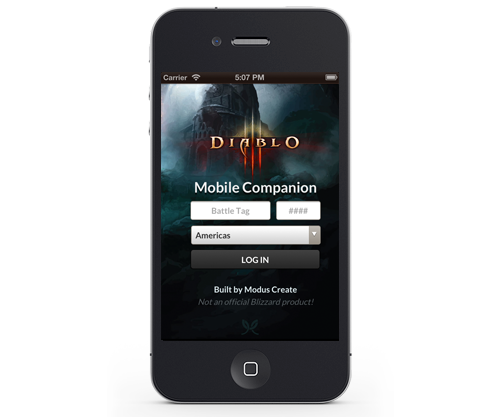 Carrier 5:07 PM
DIABLO
III
Mobile Companion
Battle Tag ####
Americas
LOG IN
Built by Modus Create
Not an official Blizzard product!